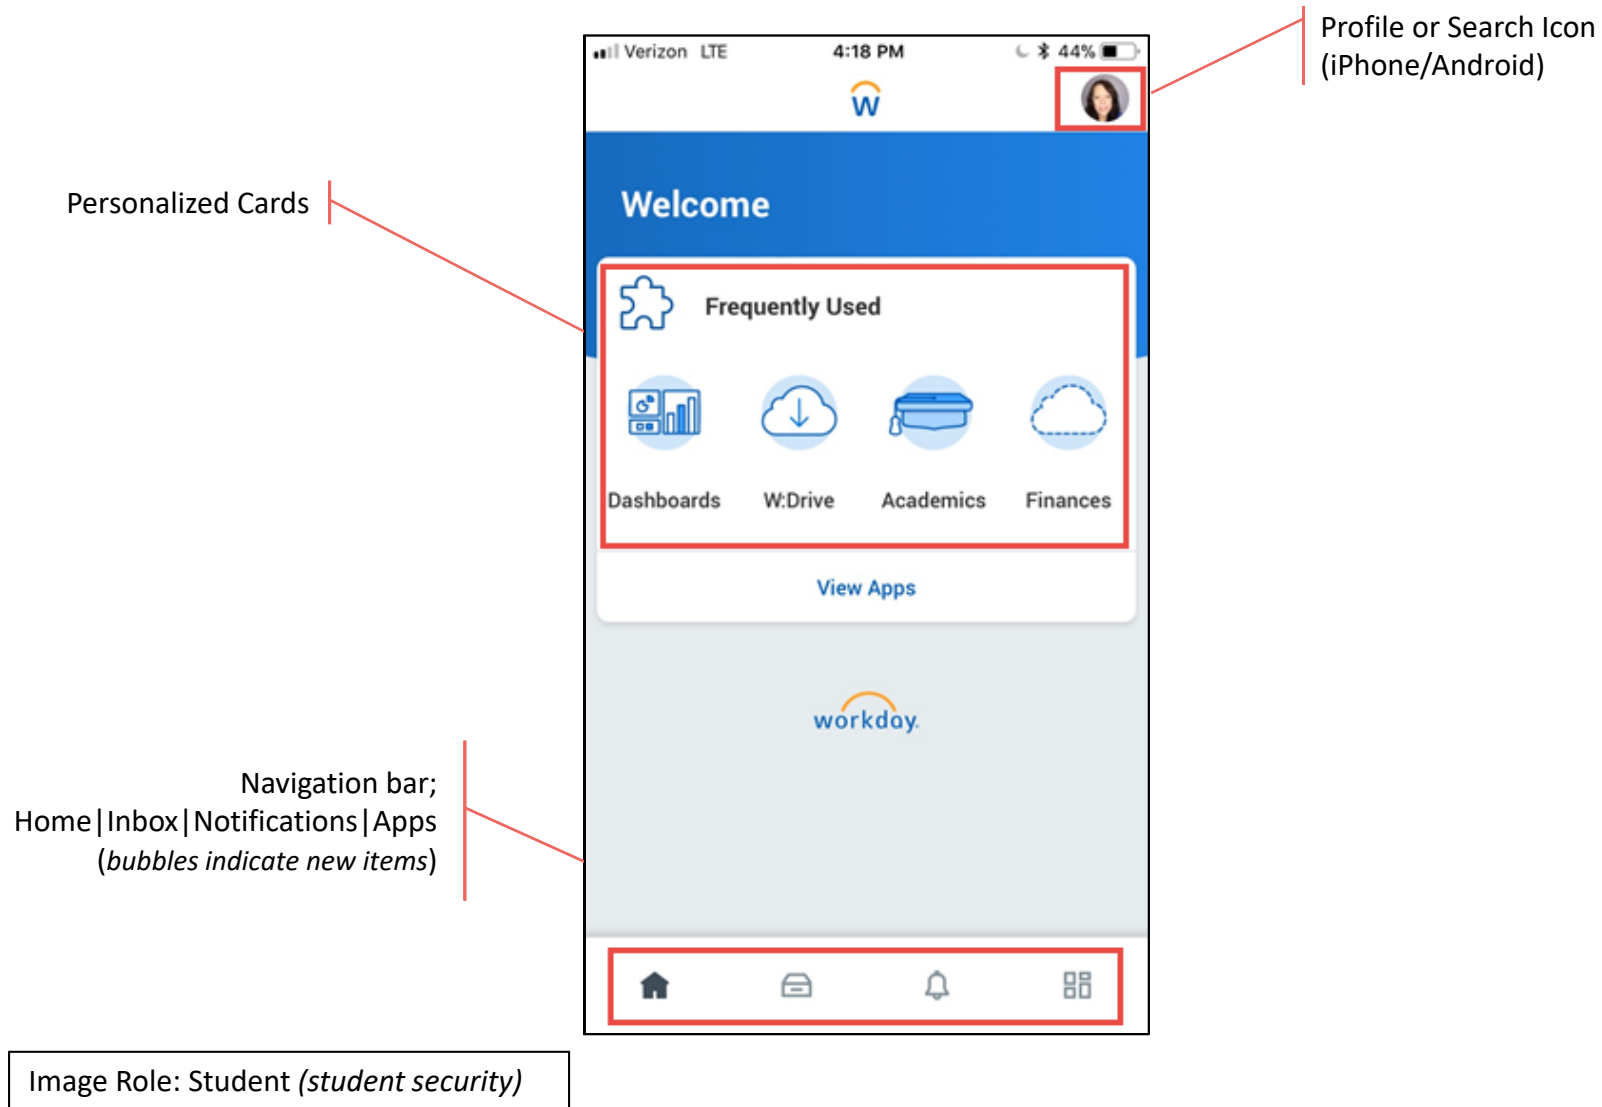 Profile or Search Icon
(iPhone/Android)
Verizon LTE 4:18 PM 44%
W
Welcome
Personalized Cards
Frequently Used
Dashboards W:Drive Academics Finances
View Apps
workday.
Navigation bar;
Home|Inbox|Notifications|Apps
(bubbles indicate new items)
Image Role: Student (student security)